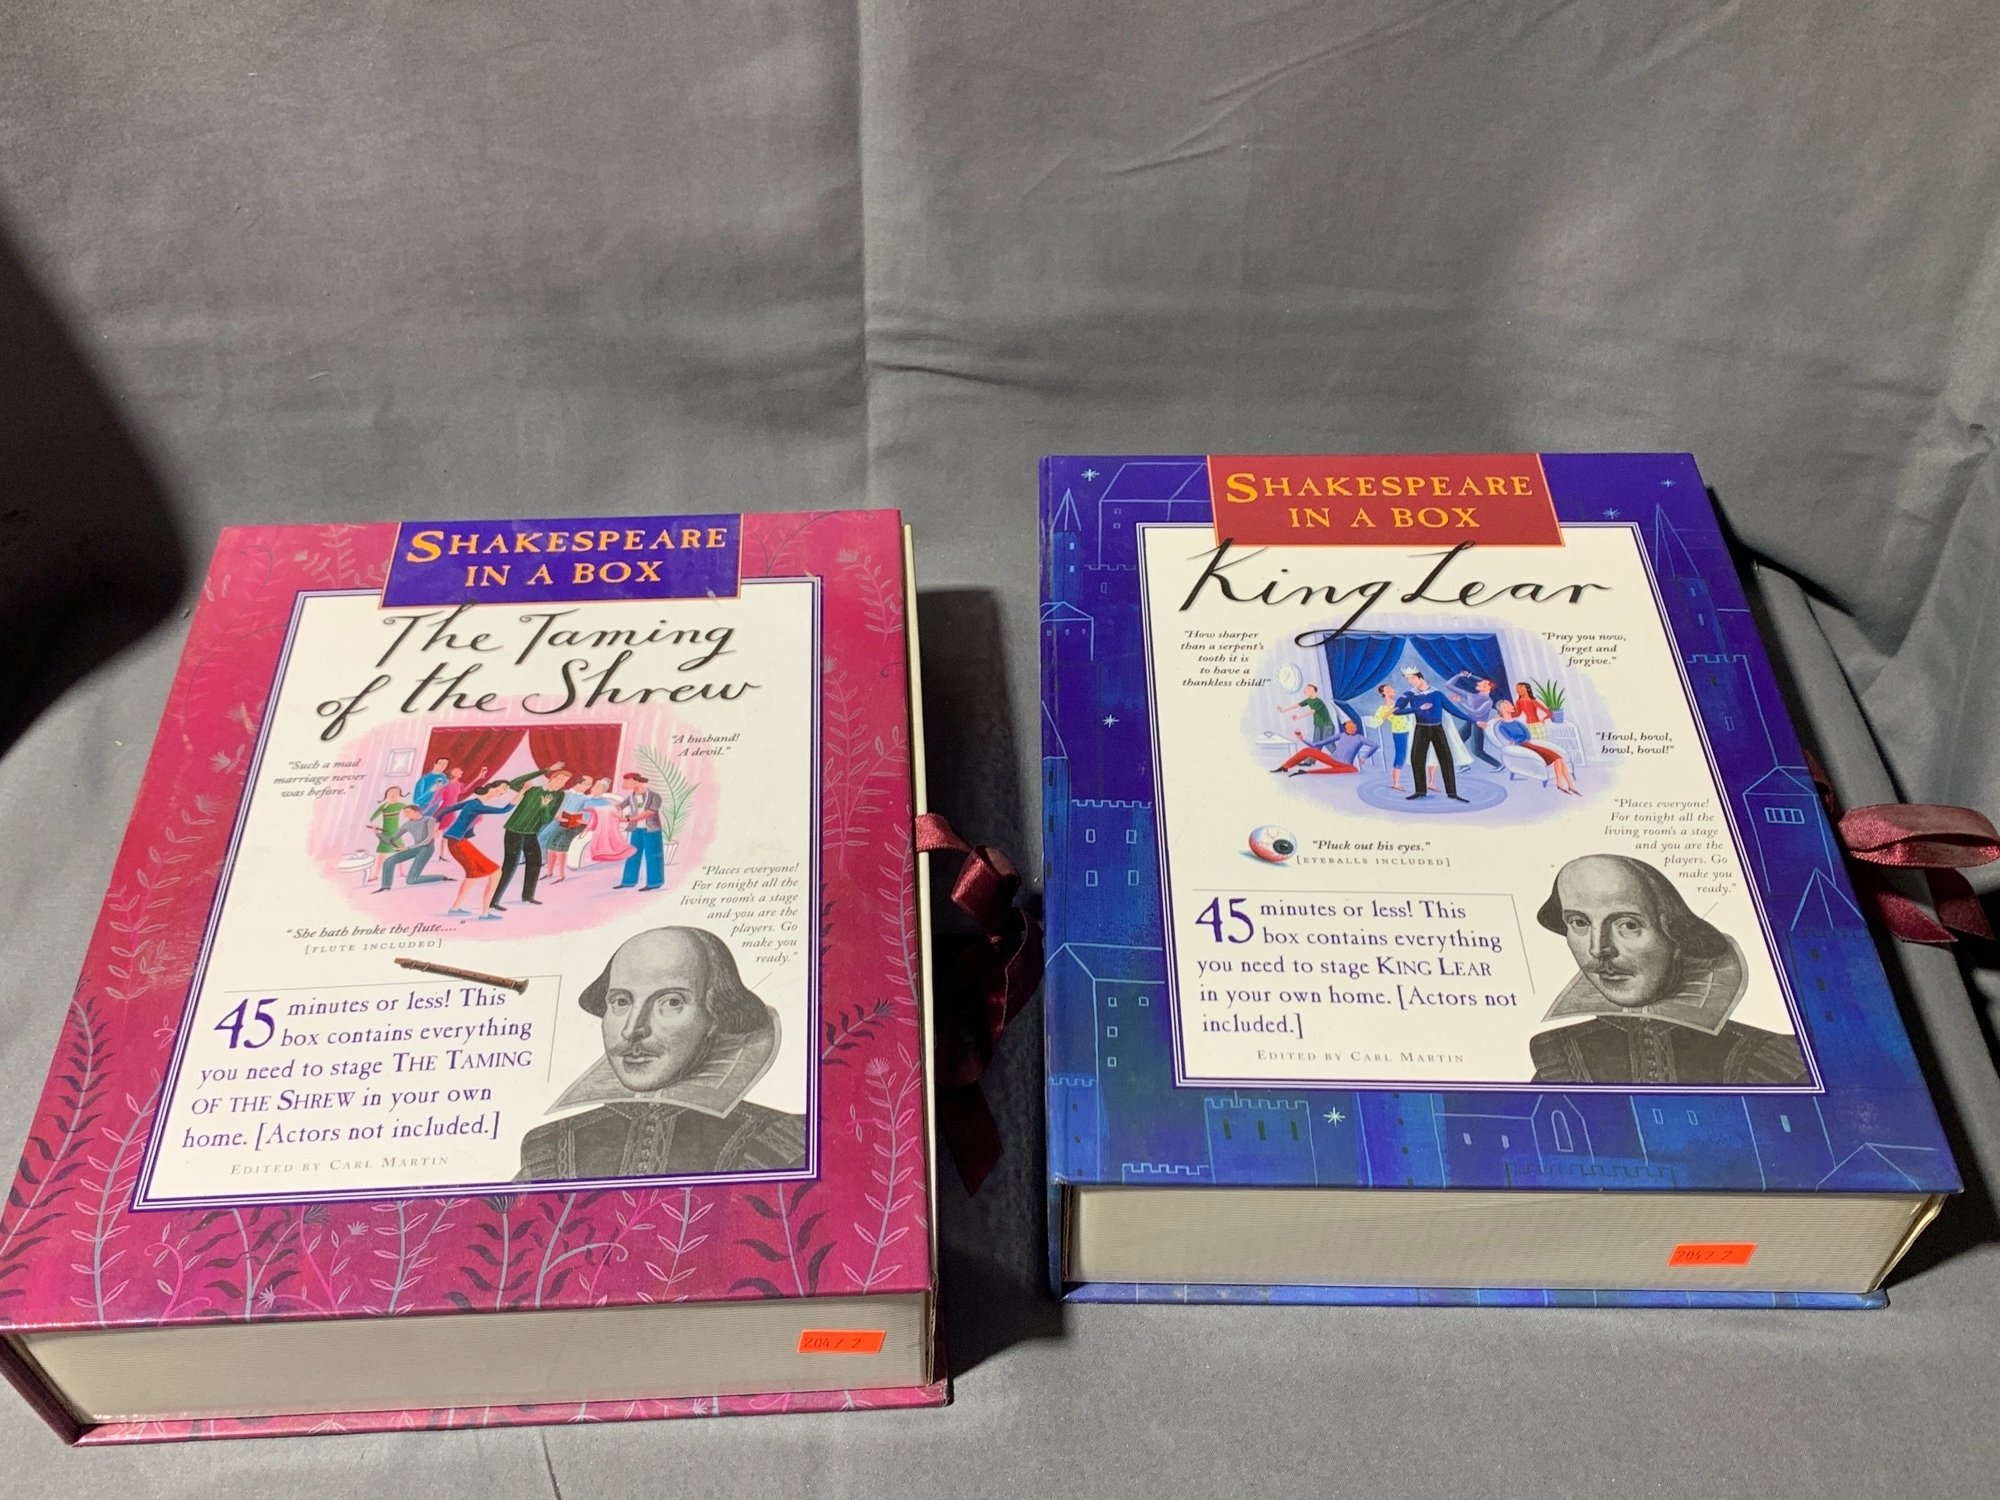 SHAKESPEARE
IN A BOX
The Taming
of the Shrew
"A husband!
A devil."
"Such a mad
marriage never
was before."
"Places everyone!
For tonight all the
living room's a stage
and you are the
players. Go
make you
ready."
"She hath broke the flute...."
[FLUTE INCLUDED]
45 minutes or less! This
box contains everything
you need to stage THE TAMING
OF THE SHREW in your own
home. [Actors not included.]
EDITED BY CARL MARTIN
2047 2
SHAKESPEARE
IN A BOX
King Lear
"How sharper
than a serpent's
tooth it is
to have a
thankless child!"
"Pray you now,
forget and
forgive."
"Howl, howl,
howl, howl!"
"Places everyone!
For tonight all the
living room's a stage
and you are the
players. Go
make you
ready."
"Pluck out his eyes."
[EYEBALLS INCLUDED]
45 minutes or less! This
box contains everything
you need to stage KING LEAR
in your own home. [Actors not
included.]
EDITED BY CARL MARTIN
2047 2